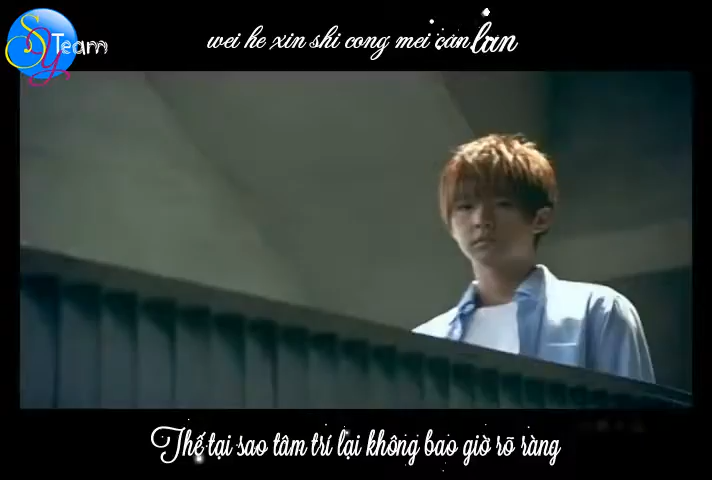 SY Team
wei he xin shi cong mei can lan
Thế tại sao tâm trí lại không bao giờ rõ ràng